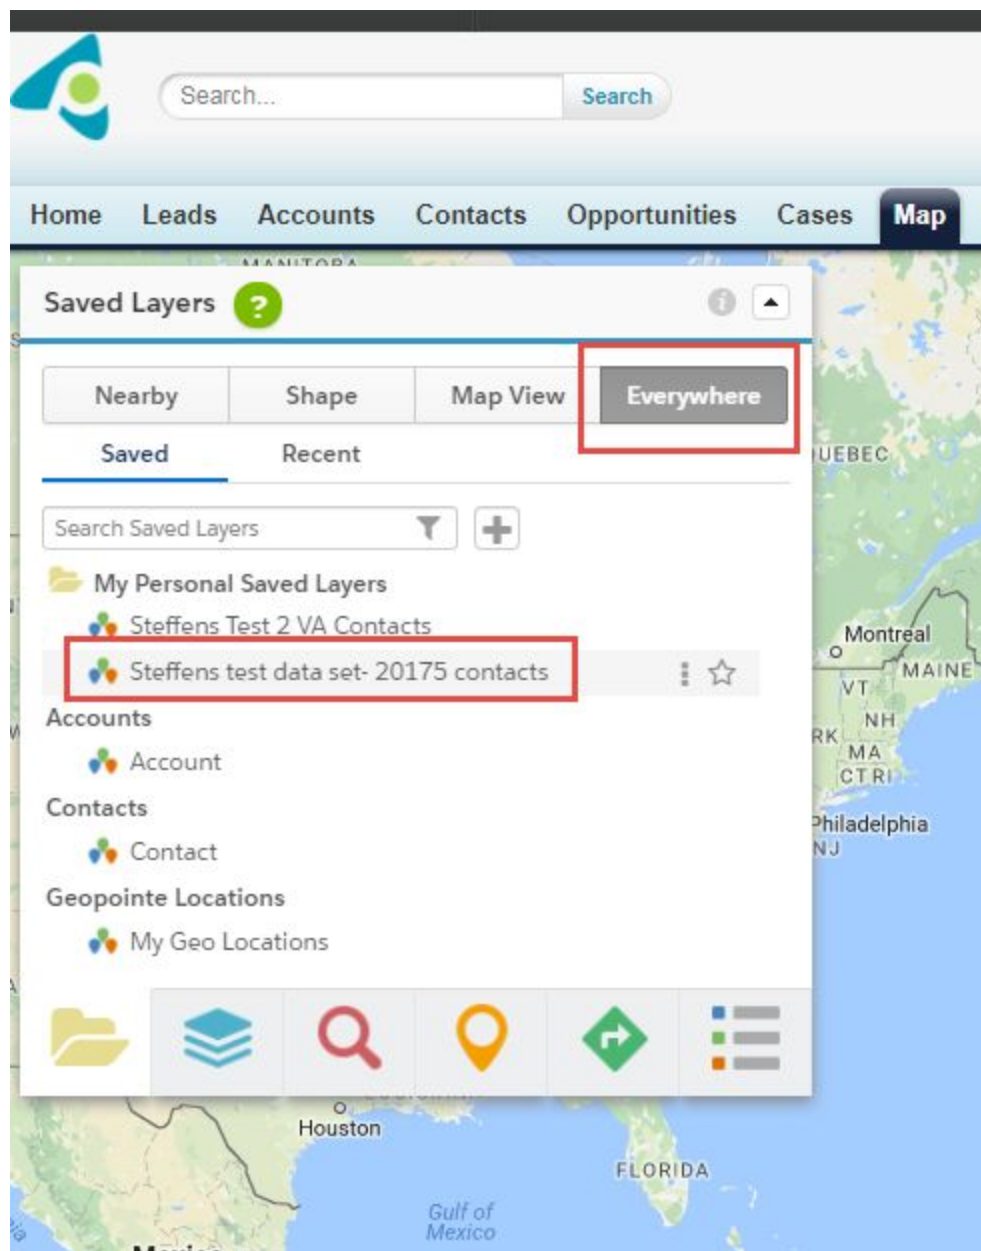 Search... Search
Home Leads Accounts Contacts Opportunities Cases Map
MANITOBA
Saved Layers ?
Nearby Shape Map View Everywhere
Saved Recent
UEBEC
Search Saved Layers
My Personal Saved Layers
Steffens Test 2 VA Contacts
Montreal
Steffens test data set- 20175 contacts
MAINE
VT
Accounts
NH
RK
MA
Account
CT RI
Contacts
Philadelphia
Contact
NJ
Geopointe Locations
My Geo Locations
Houston
FLORIDA
Gulf of
Mexico